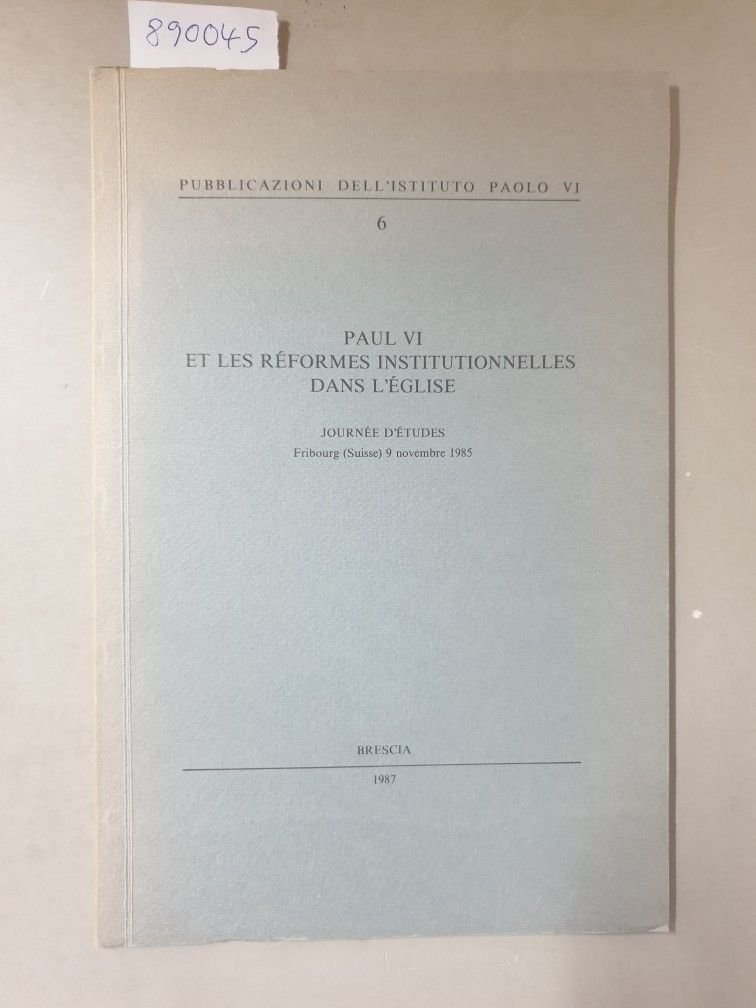 890045
PUBBLICAZIONI DELL'ISTITUTO PAOLO VI
6
PAUL VI
ET LES RÉFORMES INSTITUTIONNELLES
DANS L'ÉGLISE
JOURNÉE D'ÉTUDES
Fribourg (Suisse) 9 novembre 1985
BRESCIA
1987